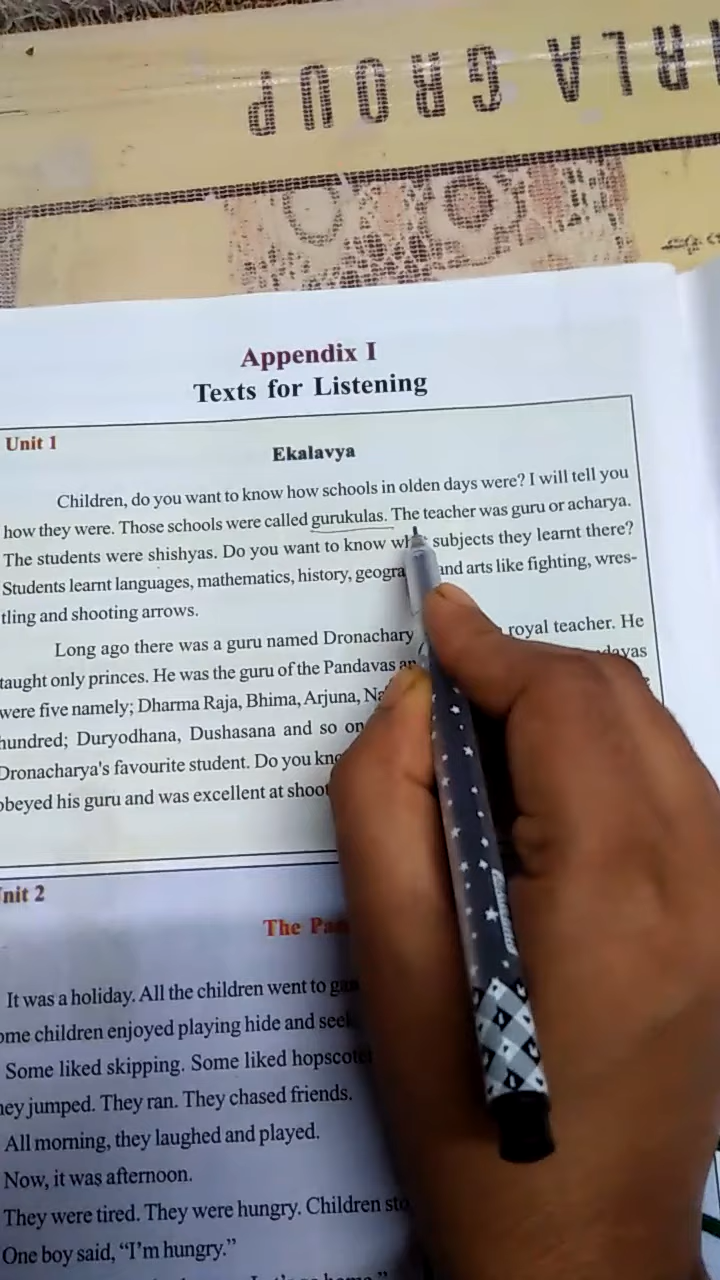 BIRLA GROUP
Appendix I
Texts for Listening
Unit 1
Ekalavya
Children, do you want to know how schools in olden days were? I will tell you
how they were. Those schools were called gurukulas. The teacher was guru or acharya.
The students were shishyas. Do you want to know subjects they learnt there?
Students learnt languages, mathematics, history, and arts like fighting, wres-
tling and shooting arrows.
Long ago there was a guru named Dronachary royal teacher. He
taught only princes. He was the guru of the Pandavas
were five namely; Dharma Raja, Bhima, Arjuna,
hundred; Duryodhana, Dushasana and so on
Dronacharya's favourite student. Do you
obeyed his guru and was excellent at
Unit 2
The
It was a holiday. All the children went to
some children enjoyed playing hide and
Some liked skipping. Some liked
They jumped. They ran. They chased friends.
All morning, they laughed and played.
Now, it was afternoon.
They were tired. They were hungry. Children
One boy said, “I'm hungry.”